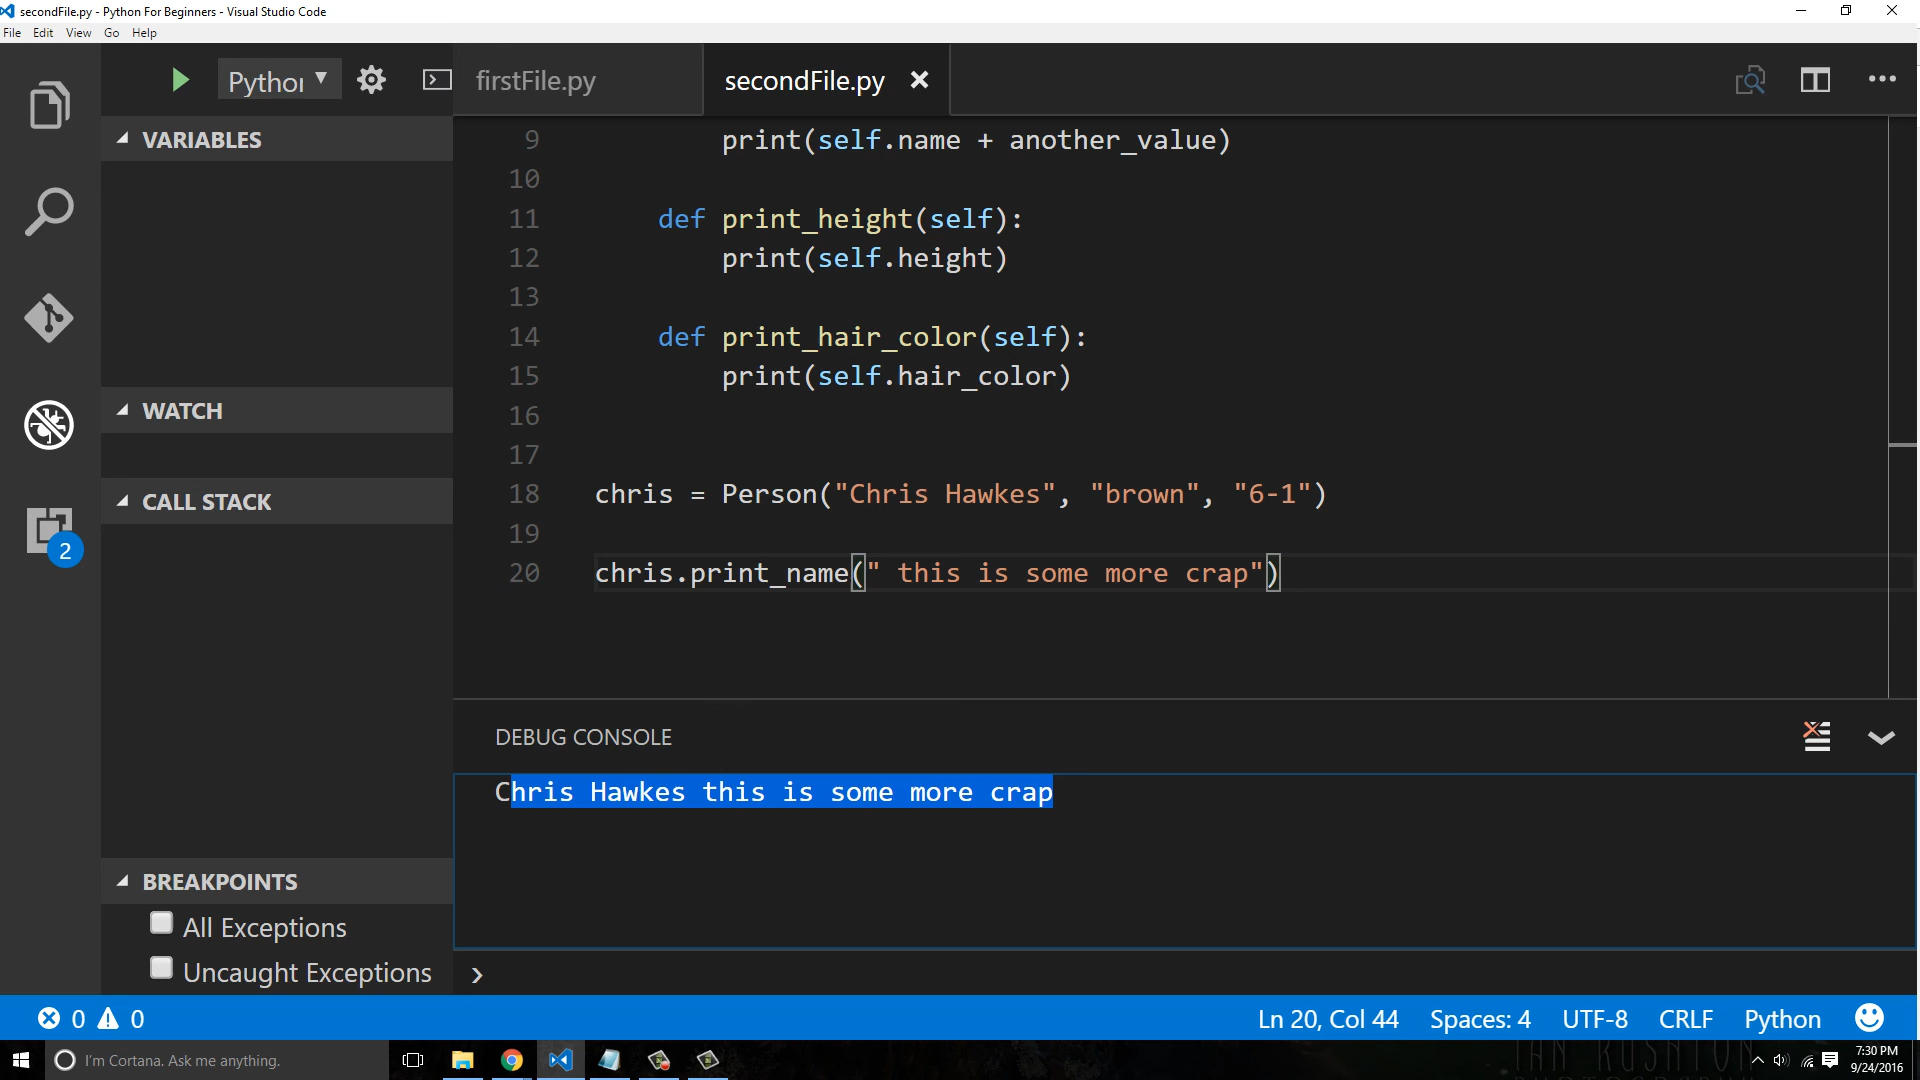 secondFile.py - Python For Beginners - Visual Studio Code
File Edit View Go Help
Python
firstFile.py
secondFile.py
VARIABLES
WATCH
CALL STACK
BREAKPOINTS
All Exceptions
Uncaught Exceptions
2
9 print(self.name + another_value)
10
11 def print_height(self):
12 print(self.height)
13
14 def print_hair_color(self):
15 print(self.hair_color)
16
17
18 chris = Person("Chris Hawkes", "brown", "6-1")
19
20 chris.print_name(" this is some more crap")
DEBUG CONSOLE
Chris Hawkes this is some more crap
0 0
Ln 20, Col 44 Spaces: 4 UTF-8 CRLF Python
I'm Cortana. Ask me anything.
7:30 PM
9/24/2016